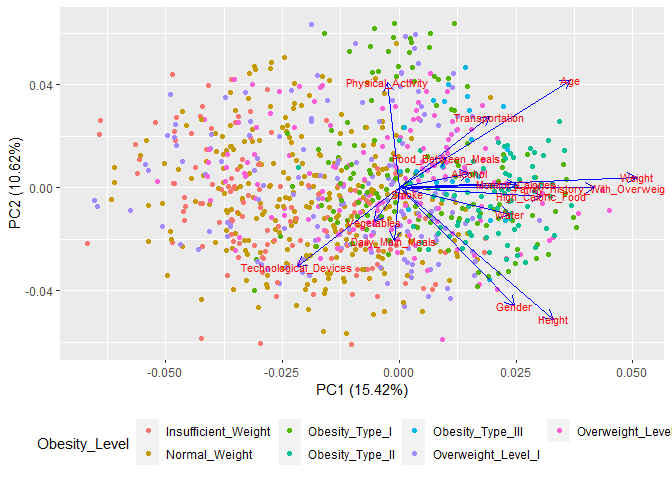 0.04
0.00
-0.04
PC2 (10.62%)
Physical_Activity
Age
Transportation
Food_Between_Meals
Alcohol
Weight
Family_History_With_Overweig
High_Caloric_Food
Smoke
Water
Vegetables
Daily_Main_Meals
Technological_Devices
Gender
Height
-0.050
-0.025
0.000
0.025
0.050
PC1 (15.42%)
Obesity_Level
Insufficient_Weight
Obesity_Type_I
Obesity_Type_III
Overweight_Level
Normal_Weight
Obesity_Type_II
Overweight_Level_I